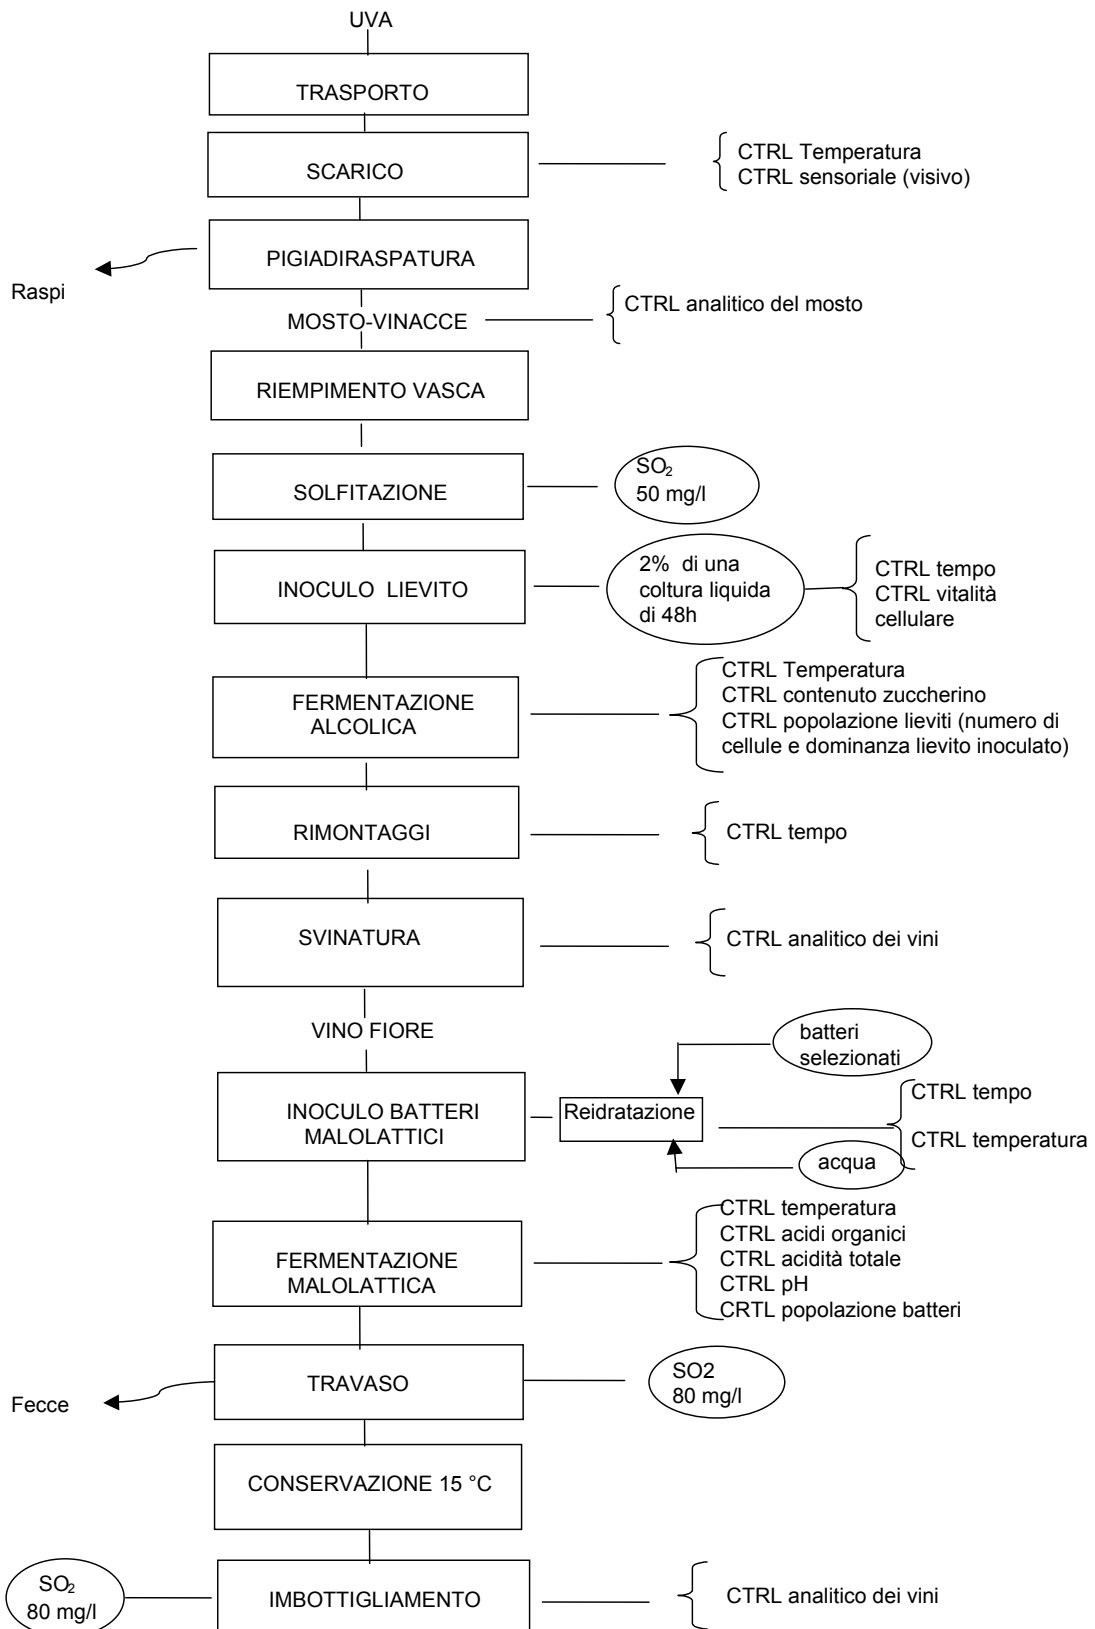 UVA
TRASPORTO
SCARICO
CTRL Temperatura
CTRL sensoriale (visivo)
PIGIADIRASPATURA
Raspi
MOSTO-VINACCE
CTRL analitico del mosto
RIEMPIMENTO VASCA
SOLFITAZIONE
SO₂
50 mg/l
INOCULO LIEVITO
2% di una
coltura liquida
di 48h
CTRL tempo
CTRL vitalità
cellulare
FERMENTAZIONE
ALCOLICA
CTRL Temperatura
CTRL contenuto zuccherino
CTRL popolazione lieviti (numero di
cellule e dominanza lievito inoculato)
RIMONTAGGI
CTRL tempo
SVINATURA
CTRL analitico dei vini
VINO FIORE
batteri
selezionati
INOCULO BATTERI
MALOLATTICI
Reidratazione
CTRL tempo
CTRL temperatura
acqua
FERMENTAZIONE
MALOLATTICA
CTRL temperatura
CTRL acidi organici
CTRL acidità totale
CTRL pH
CRTL popolazione batteri
TRAVASO
SO2
80 mg/l
Fecce
CONSERVAZIONE 15 °C
SO₂
80 mg/l
IMBOTTIGLIAMENTO
CTRL analitico dei vini